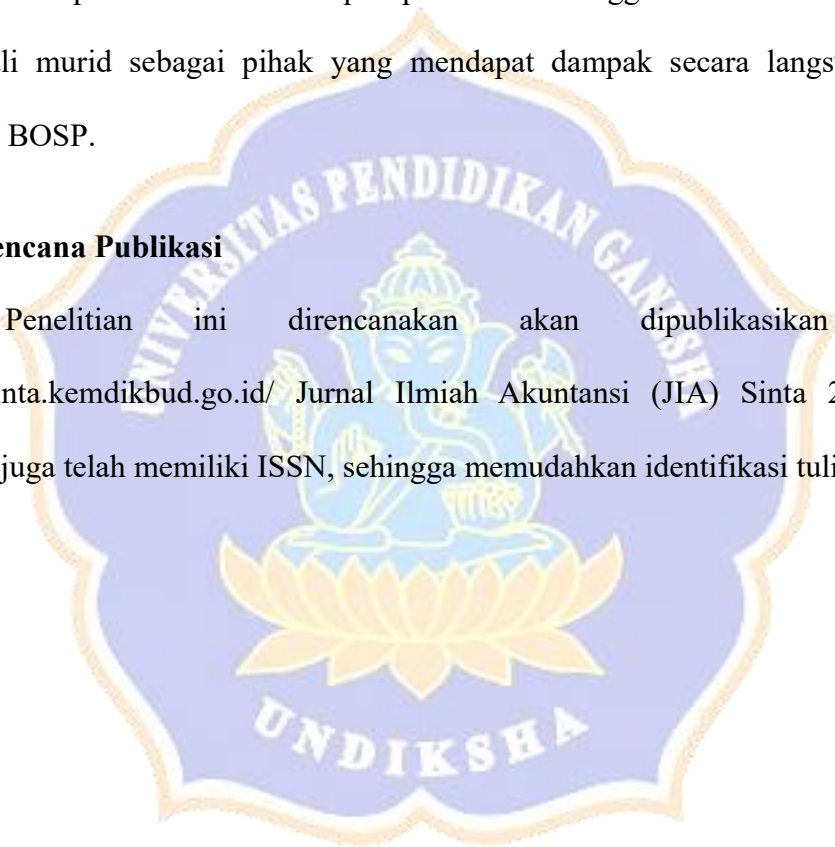 li murid sebagai pihak yang mendapat dampak secara langs
BOSP.
encana Publikasi
Penelitian ini direncanakan akan dipublikasikan
nta.kemdikbud.go.id/ Jurnal Ilmiah Akuntansi (JIA) Sinta 2
juga telah memiliki ISSN, sehingga memudahkan identifikasi tuli
UNIVERSITAS PENDIDIKAN GANESHA
UNDIKSHA